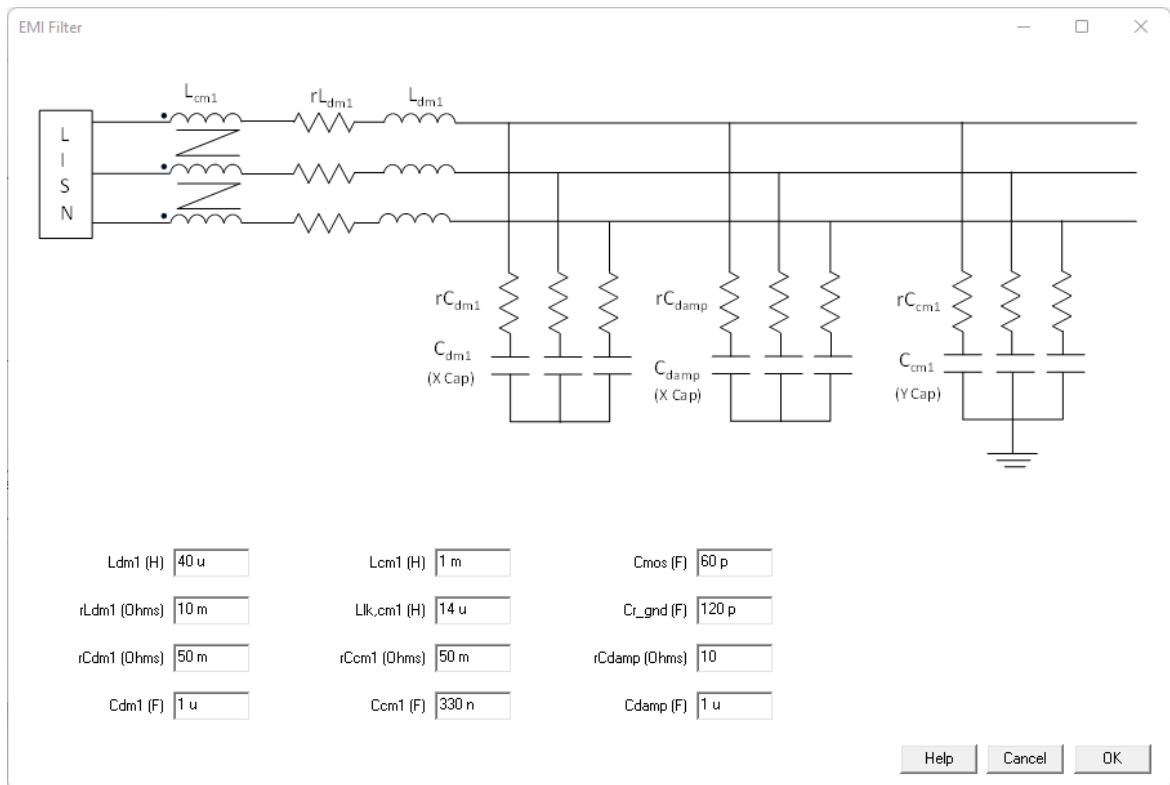 EMI Filter
Lcm1
rLdm1
Ldm1
L
I
S
N
rCdm1
Cdm1
(X Cap)
rCdamp
Cdamp
(X Cap)
rCcm1
Ccm1
(Y Cap)
Ldm1 (H) 40 u
Lcm1 (H) 1 m
Cmos (F) 60 p
rLdm1 (Ohms) 10 m
Llk,cm1 (H) 14 u
Cr_gnd (F) 120 p
rCdm1 (Ohms) 50 m
rCcm1 (Ohms) 50 m
rCdamp (Ohms) 10
Cdm1 (F) 1 u
Ccm1 (F) 330 n
Cdamp (F) 1 u
Help
Cancel
OK